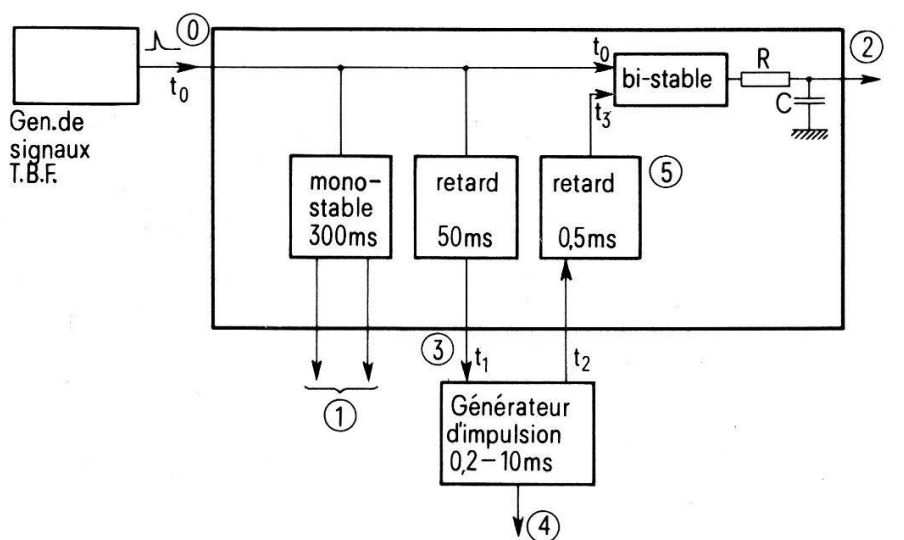 Gen.de
signaux
T.B.F.
⓪
t₀
t₀
t₃
bi-stable
R
C
②
mono-
stable
300ms
retard
50ms
retard
0,5ms
⑤
③
t₁
t₂
①
Générateur
d'impulsion
0,2–10ms
④